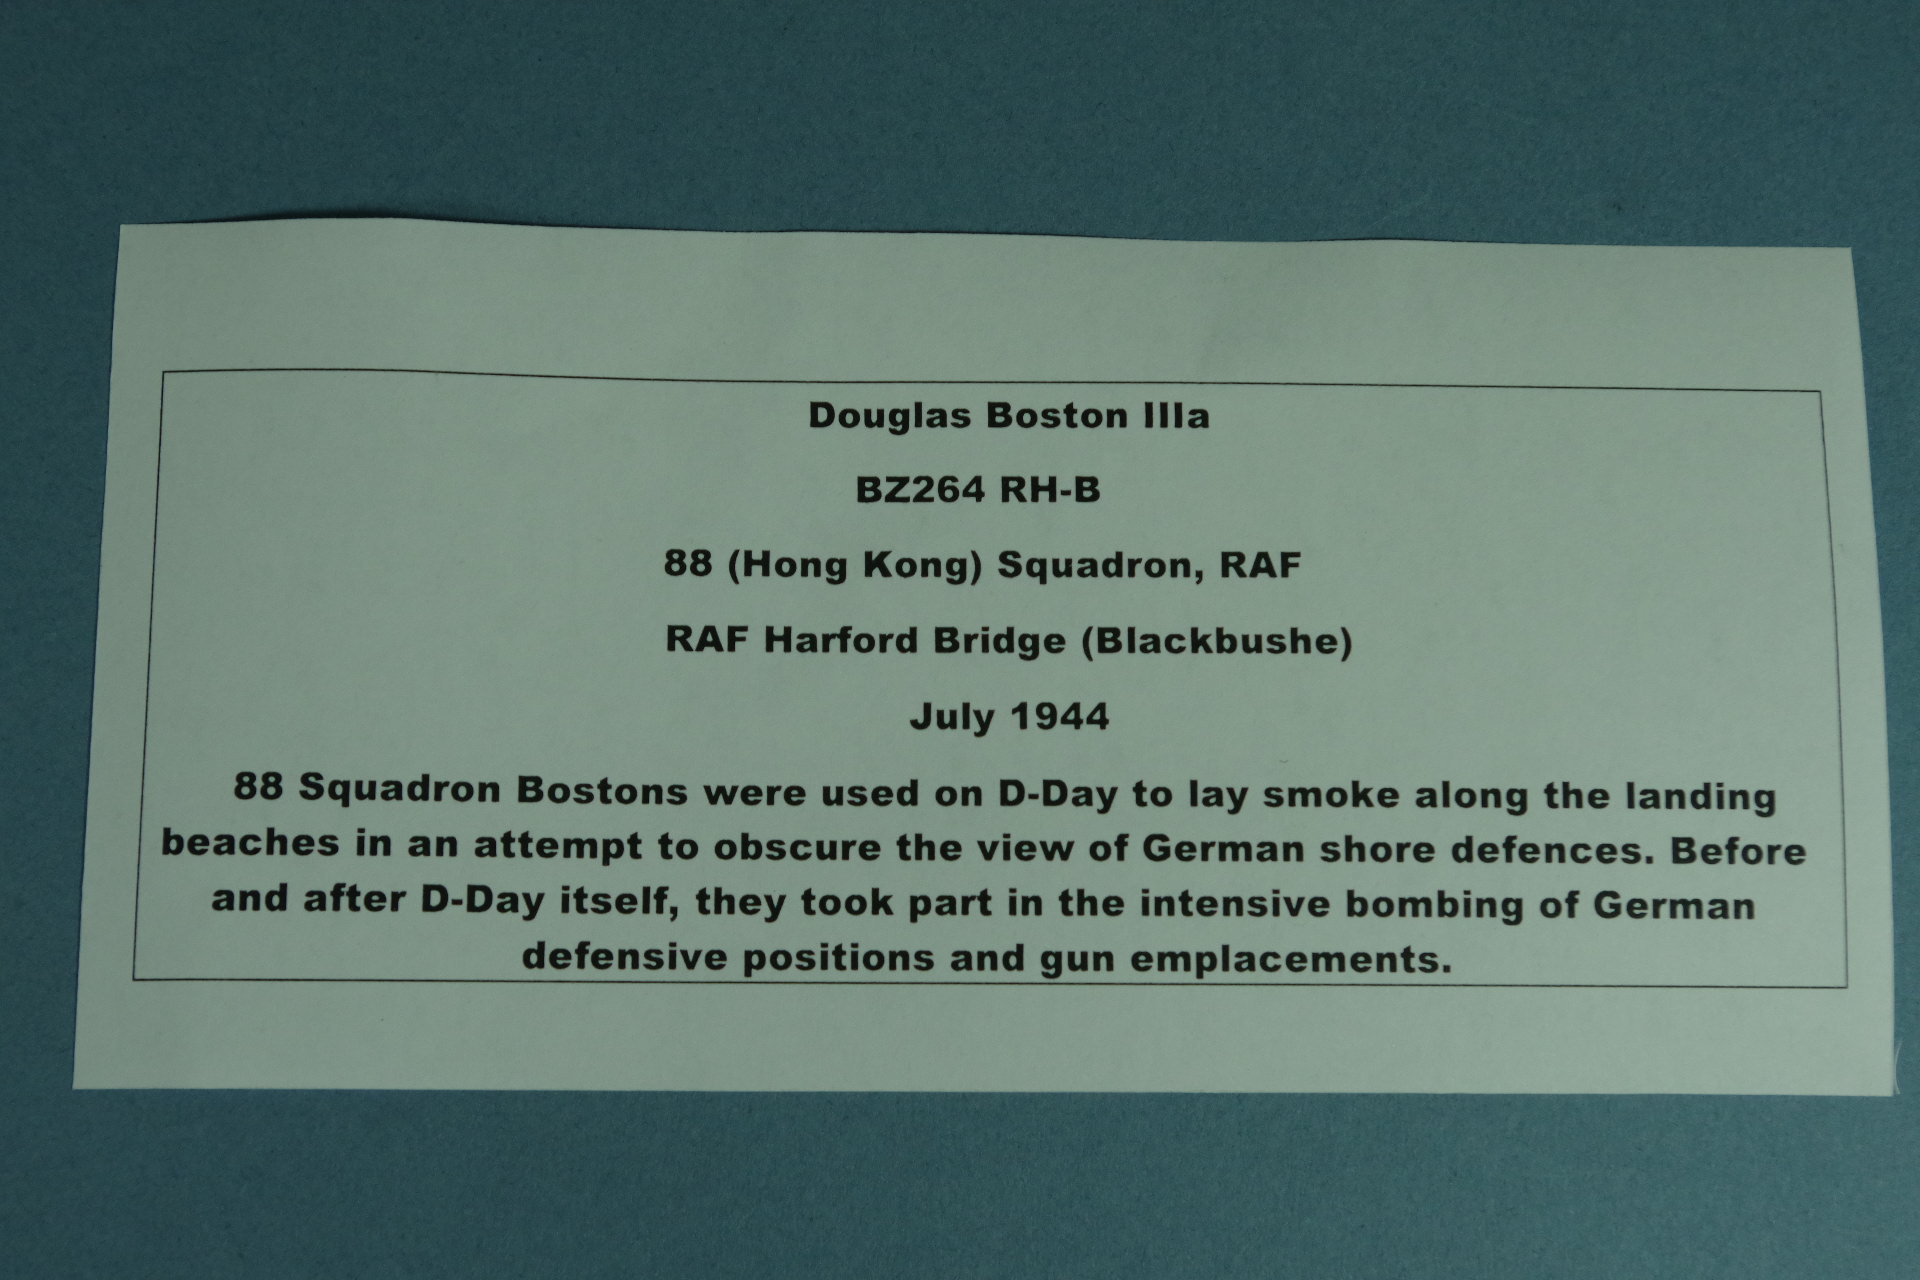 Douglas Boston IIIa
BZ264 RH-B
88 (Hong Kong) Squadron, RAF
RAF Harford Bridge (Blackbushe)
July 1944
88 Squadron Bostons were used on D-Day to lay smoke along the landing
beaches in an attempt to obscure the view of German shore defences. Before
and after D-Day itself, they took part in the intensive bombing of German
defensive positions and gun emplacements.